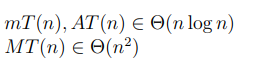 mT(n), AT(n) ∈ Θ(n log n)
MT(n) ∈ Θ(n²)